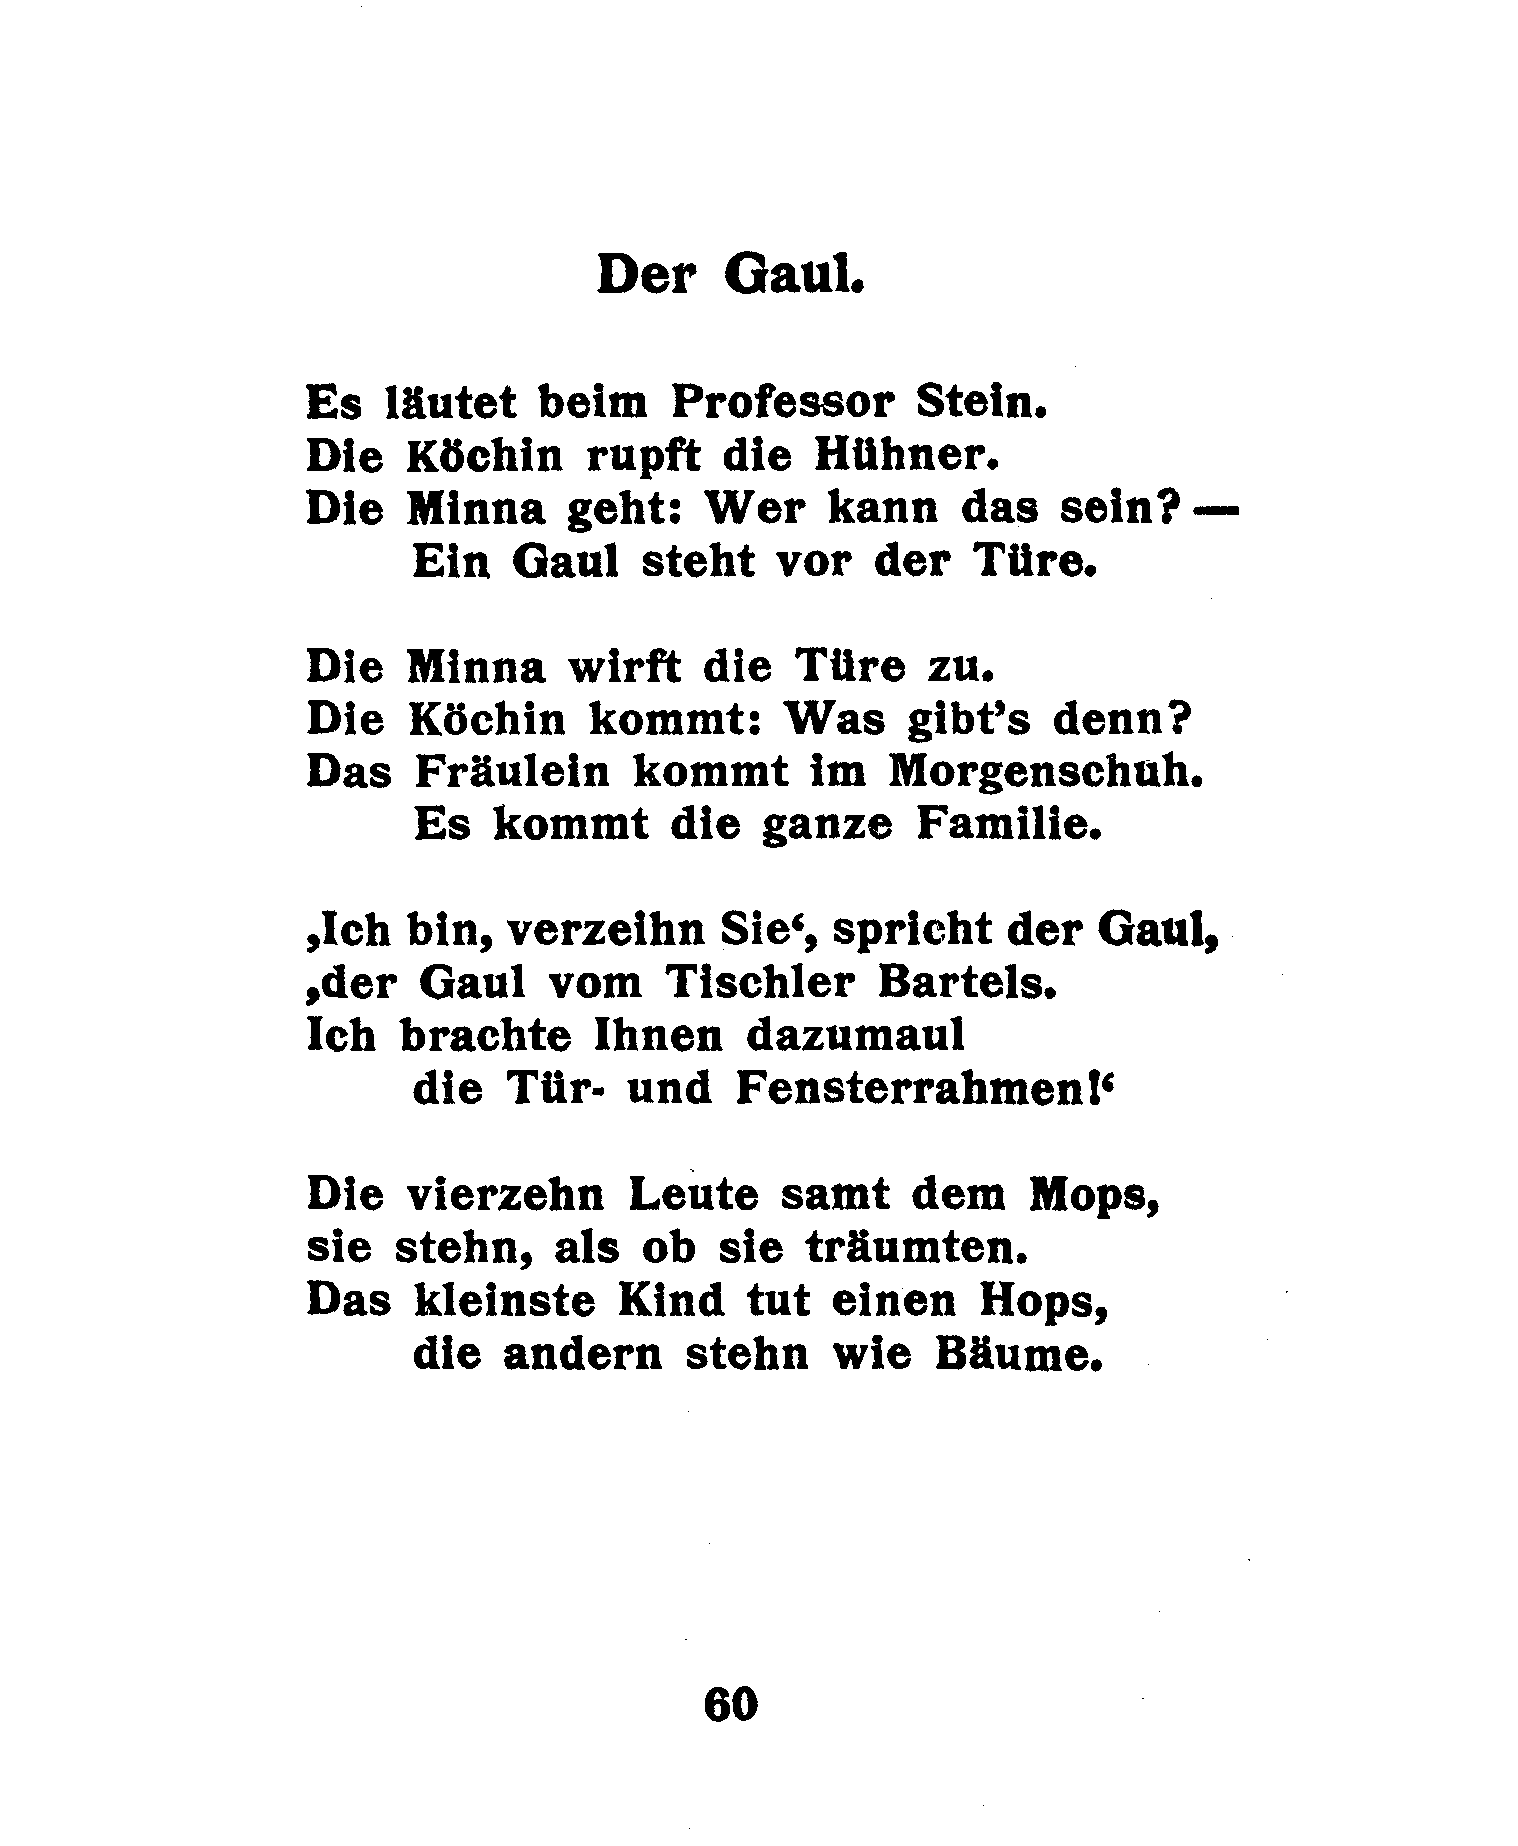 Der Gaul.
Es läutet beim Professor Stein.
Die Köchin rupft die Hühner.
Die Minna geht: Wer kann das sein? —
Ein Gaul steht vor der Türe.
Die Minna wirft die Türe zu.
Die Köchin kommt: Was gibt’s denn?
Das Fräulein kommt im Morgenschuh.
Es kommt die ganze Familie.
‚Ich bin, verzeihn Sie‘, spricht der Gaul,
‚der Gaul vom Tischler Bartels.
Ich brachte Ihnen dazumaul
die Tür- und Fensterrahmen!‘
Die vierzehn Leute samt dem Mops,
sie stehn, als ob sie träumten.
Das kleinste Kind tut einen Hops,
die andern stehn wie Bäume.
60